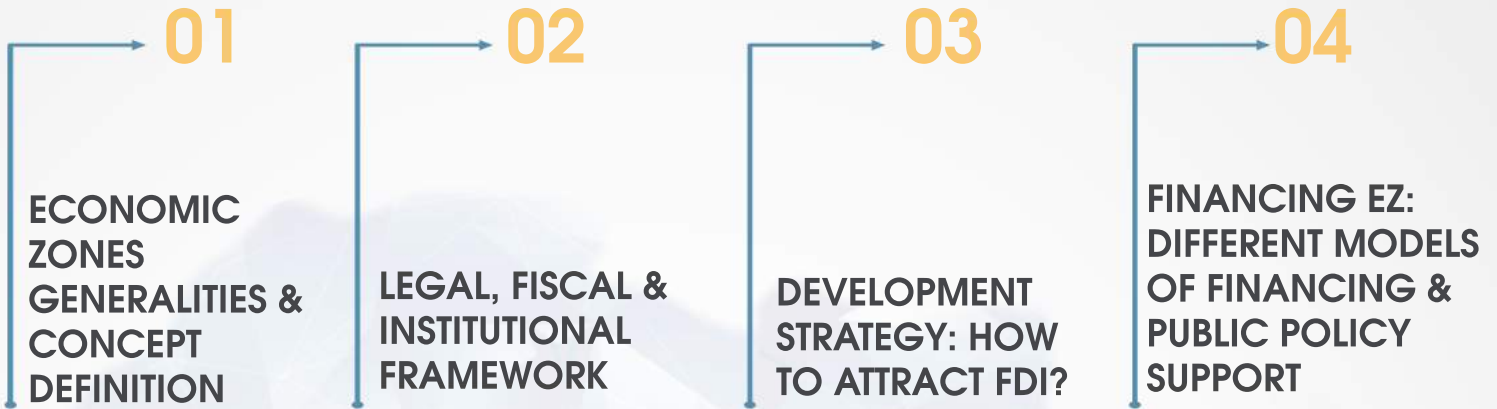 01
ECONOMIC
ZONES
GENERALITIES &
CONCEPT
DEFINITION
02
LEGAL, FISCAL &
INSTITUTIONAL
FRAMEWORK
03
DEVELOPMENT
STRATEGY: HOW
TO ATTRACT FDI?
04
FINANCING EZ:
DIFFERENT MODELS
OF FINANCING &
PUBLIC POLICY
SUPPORT